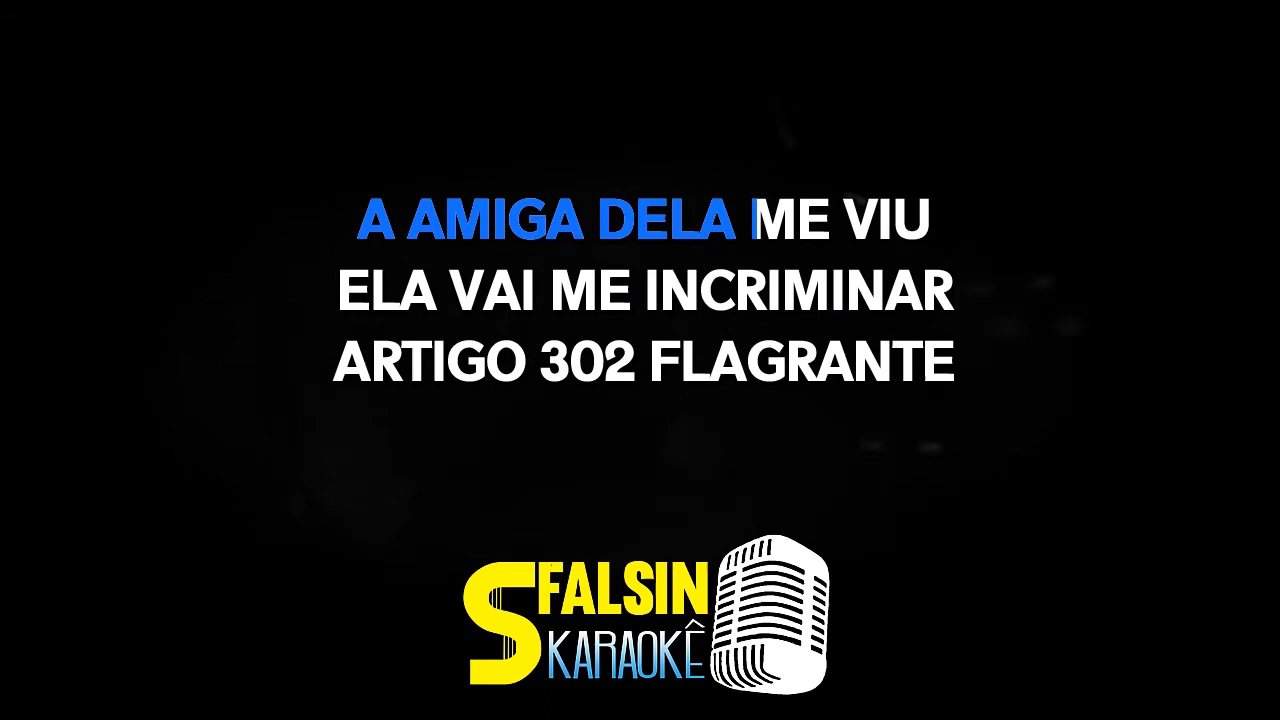 A AMIGA DELA ME VIU
ELA VAI ME INCRIMINAR
ARTIGO 302 FLAGRANTE
S FALSIN
KARAOKÊ